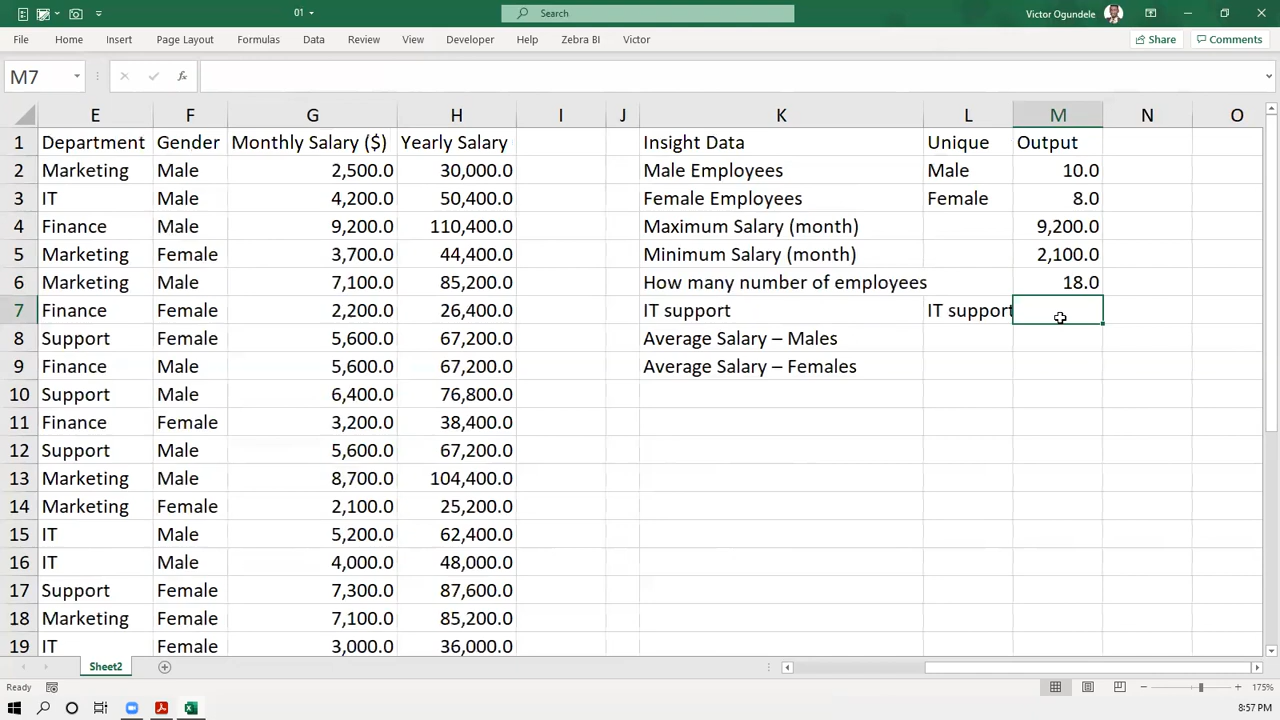 01
Search
Victor Ogundele
File Home Insert Page Layout Formulas Data Review View Developer Help Zebra BI Victor Share Comments
M7 fx
E F G H I J K L M N O
1 Department Gender Monthly Salary ($) Yearly Salary Insight Data Unique Output
2 Marketing Male 2,500.0 30,000.0 Male Employees Male 10.0
3 IT Male 4,200.0 50,400.0 Female Employees Female 8.0
4 Finance Male 9,200.0 110,400.0 Maximum Salary (month) 9,200.0
5 Marketing Female 3,700.0 44,400.0 Minimum Salary (month) 2,100.0
6 Marketing Male 7,100.0 85,200.0 How many number of employees 18.0
7 Finance Female 2,200.0 26,400.0 IT support IT support
8 Support Female 5,600.0 67,200.0 Average Salary – Males
9 Finance Male 5,600.0 67,200.0 Average Salary – Females
10 Support Male 6,400.0 76,800.0
11 Finance Female 3,200.0 38,400.0
12 Support Male 5,600.0 67,200.0
13 Marketing Male 8,700.0 104,400.0
14 Marketing Female 2,100.0 25,200.0
15 IT Male 5,200.0 62,400.0
16 IT Male 4,000.0 48,000.0
17 Support Female 7,300.0 87,600.0
18 Marketing Female 7,100.0 85,200.0
19 IT Female 3,000.0 36,000.0
Sheet2
Ready 175%
8:57 PM